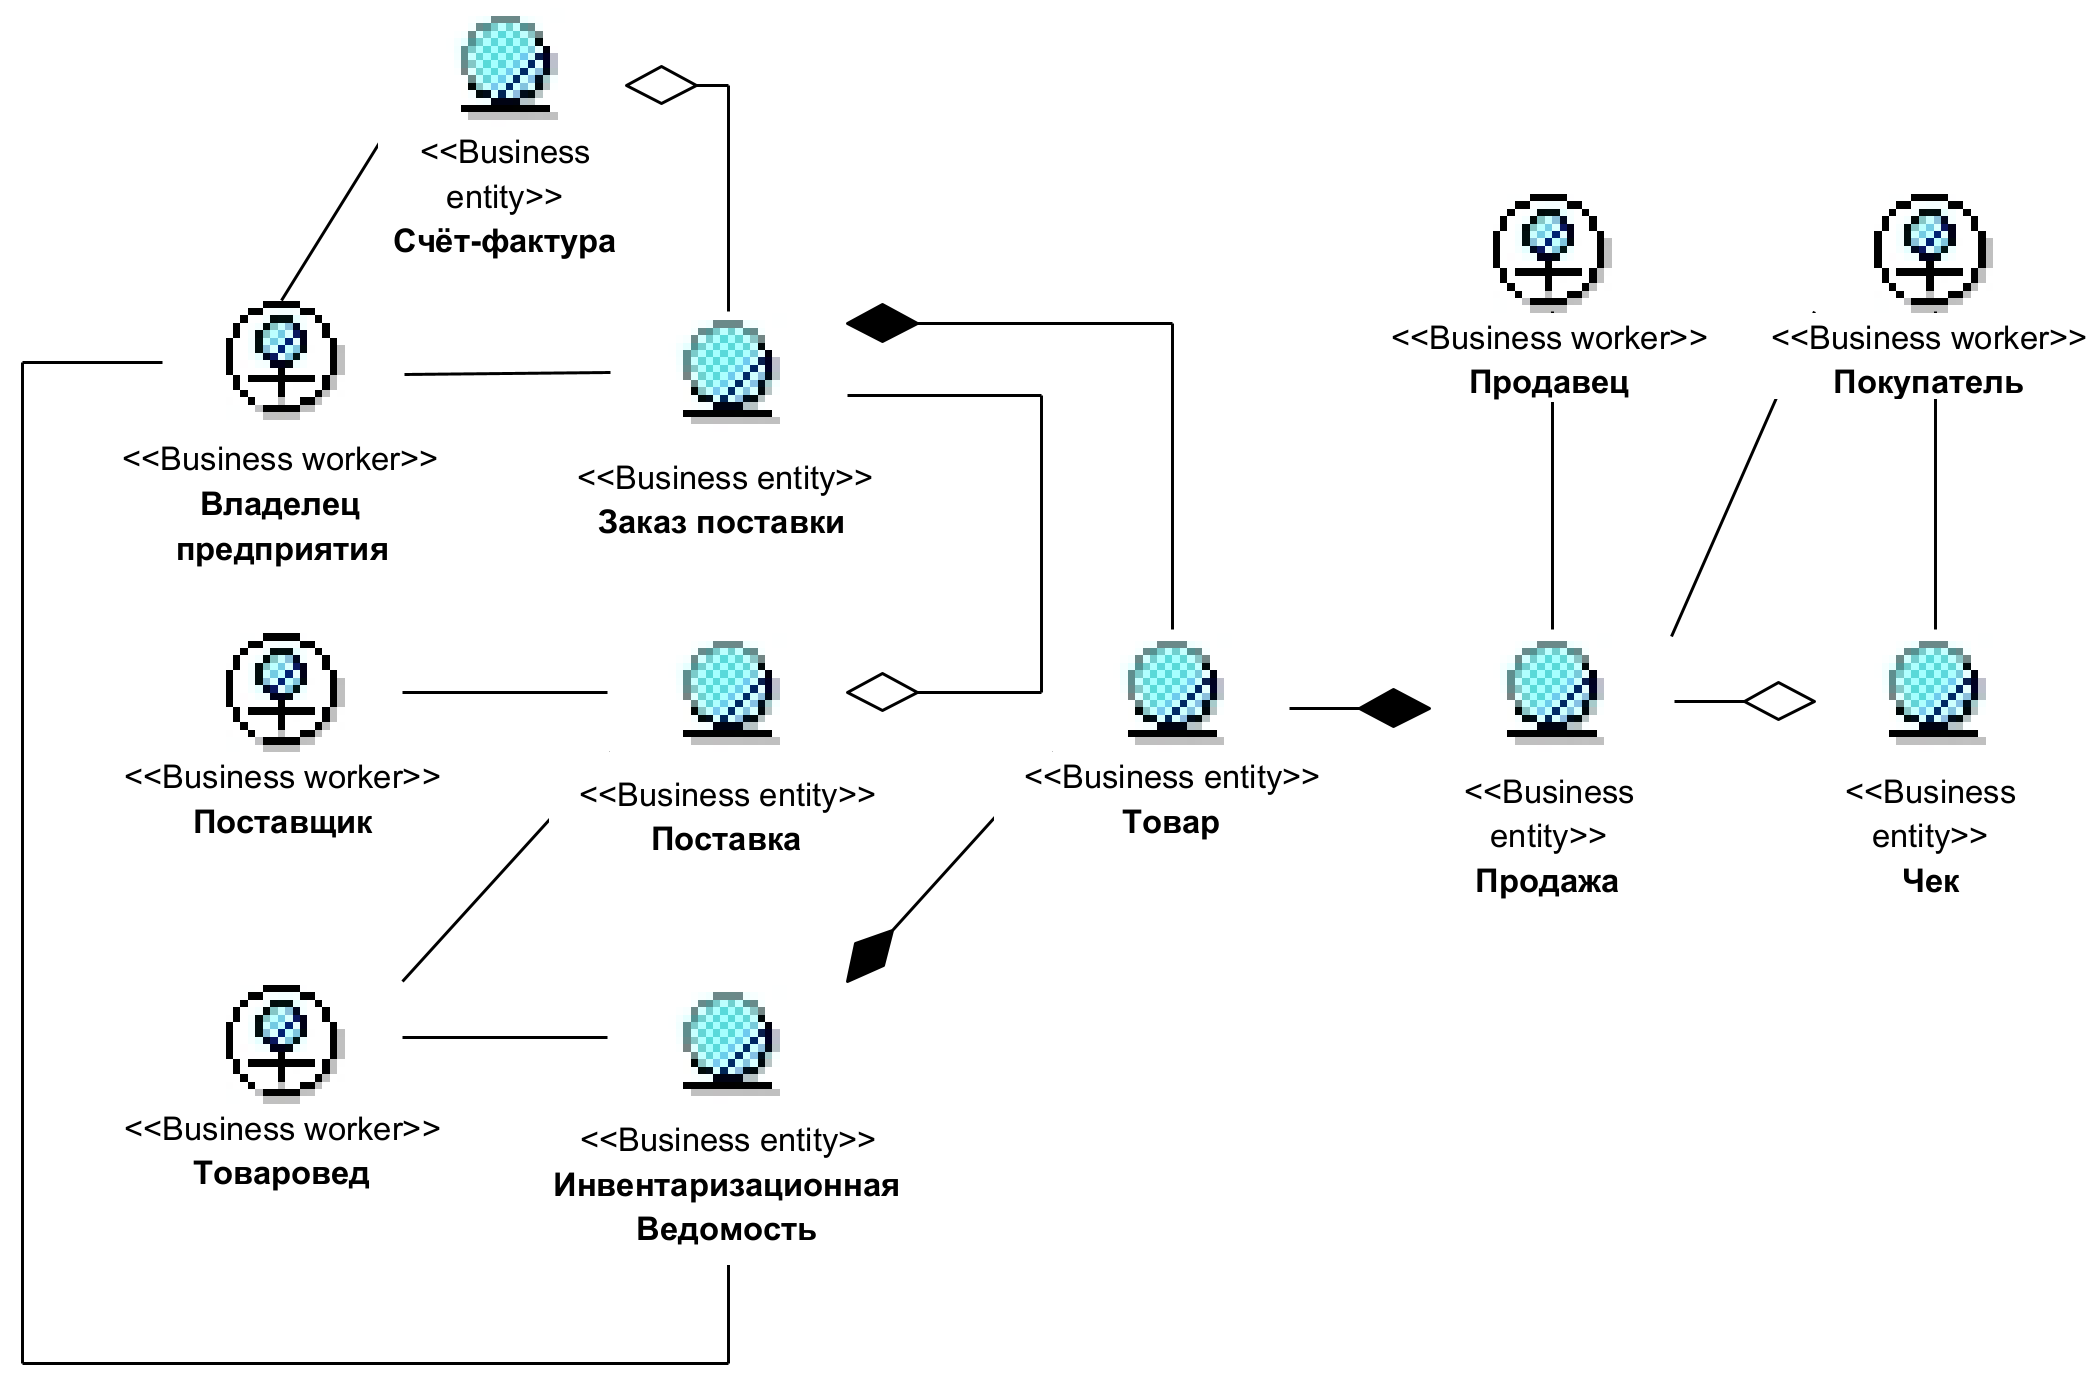 <<Business
entity>>
Счёт-фактура
<<Business worker>>
Продавец
<<Business worker>>
Покупатель
<<Business worker>>
Владелец
предприятия
<<Business entity>>
Заказ поставки
<<Business worker>>
Поставщик
<<Business entity>>
Поставка
<<Business entity>>
Товар
<<Business
entity>>
Продажа
<<Business
entity>>
Чек
<<Business worker>>
Товаровед
<<Business entity>>
Инвентаризационная
Ведомость